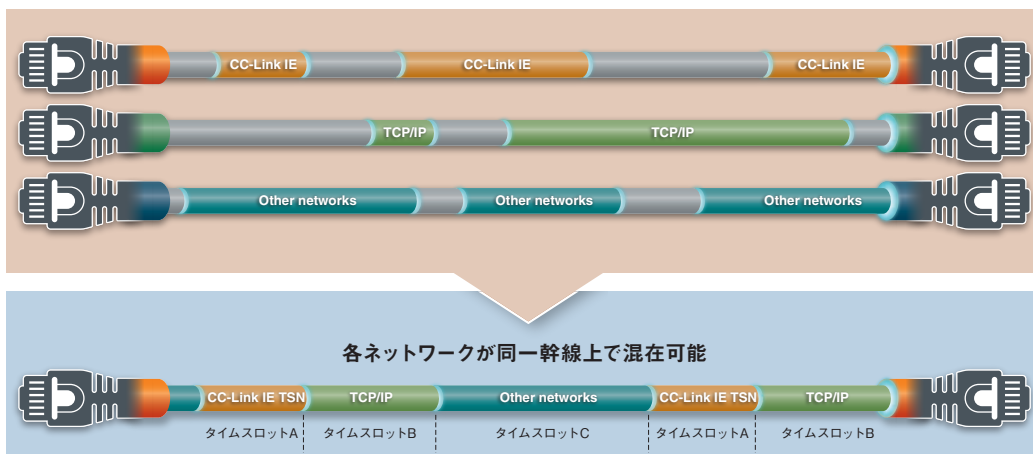 CC-Link IE CC-Link IE CC-Link IE
TCP/IP TCP/IP
Other networks Other networks Other networks
各ネットワークが同一幹線上で混在可能
CC-Link IE TSN TCP/IP Other networks CC-Link IE TSN TCP/IP
タイムスロットA タイムスロットB タイムスロットC タイムスロットA タイムスロットB